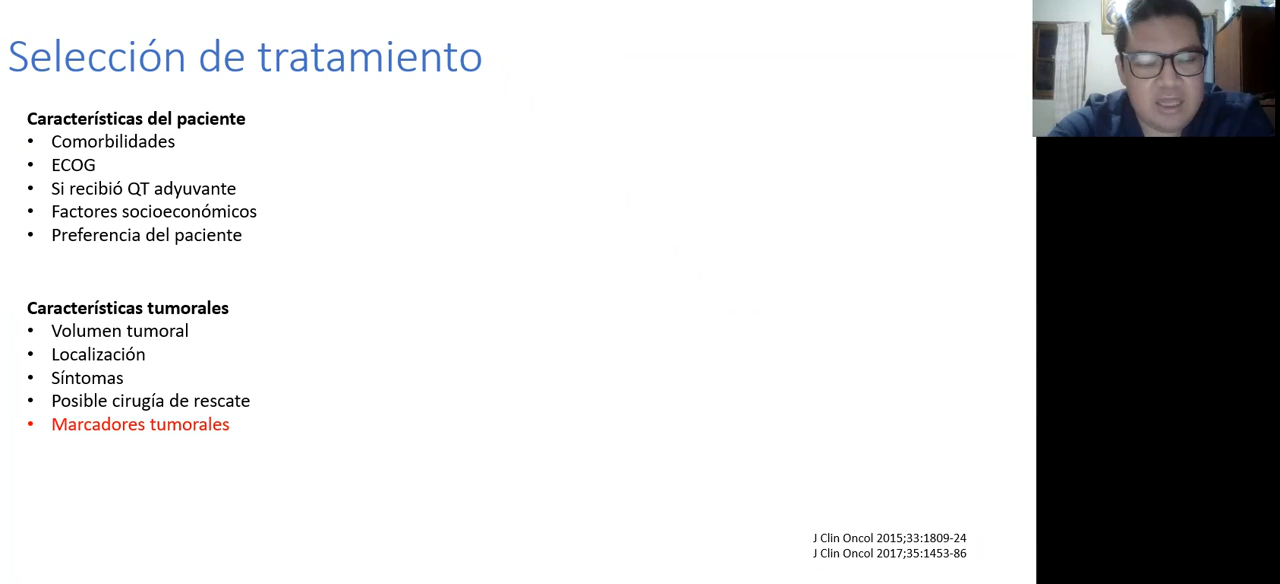 Selección de tratamiento
Características del paciente
• Comorbilidades
• ECOG
• Si recibió QT adyuvante
• Factores socioeconómicos
• Preferencia del paciente
Características tumorales
• Volumen tumoral
• Localización
• Síntomas
• Posible cirugía de rescate
• Marcadores tumorales
J Clin Oncol 2015;33:1809-24
J Clin Oncol 2017;35:1453-86